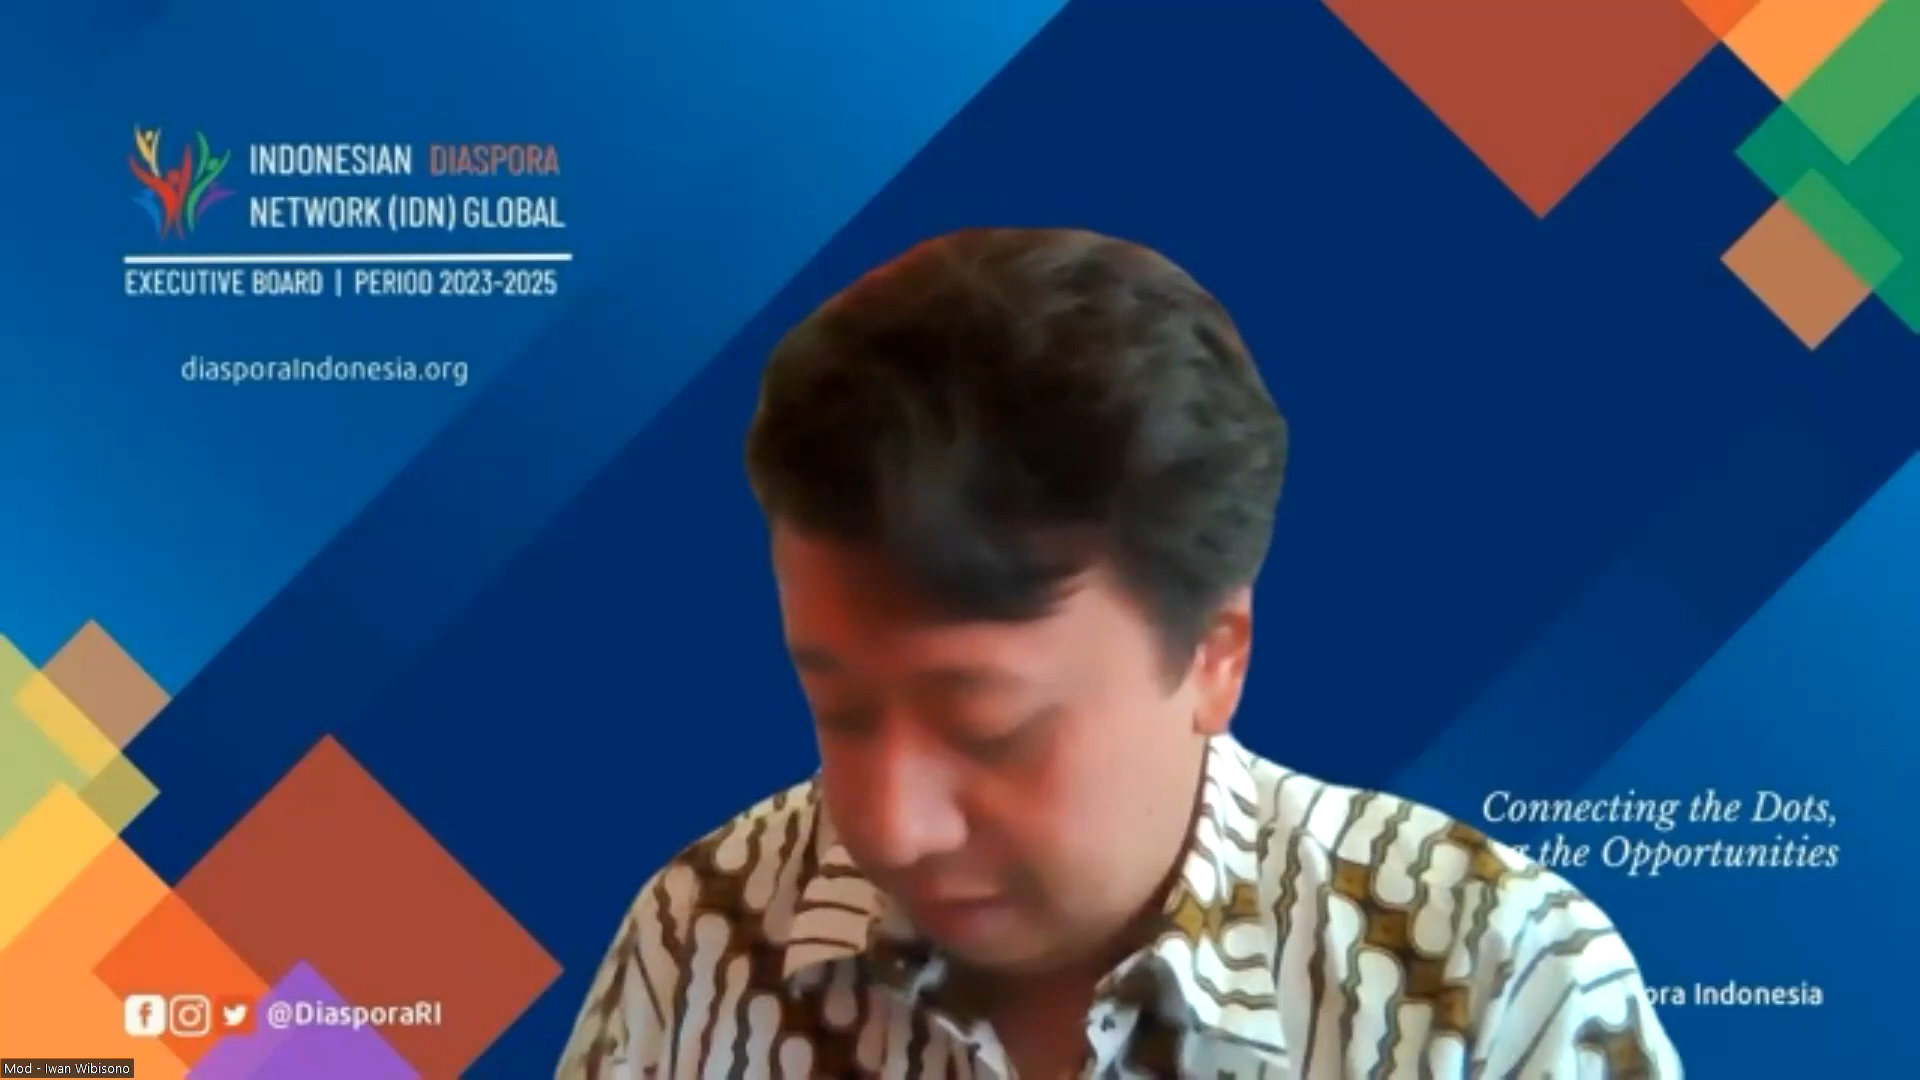 INDONESIAN DIASPORA
NETWORK (IDN) GLOBAL
EXECUTIVE BOARD | PERIOD 2023-2025
diasporaIndonesia.org
Connecting the Dots,
the Opportunities
Indonesia
@DiasporaRI
Mod - Iwan Wibisono